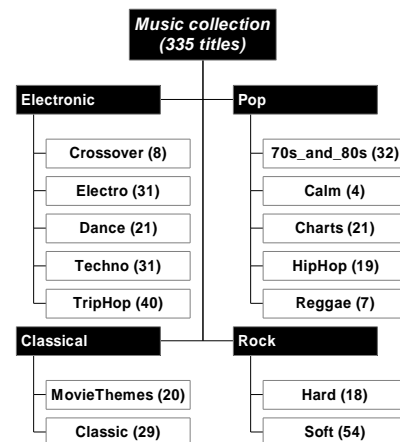 Music collection
(335 titles)
Electronic
Crossover (8)
Electro (31)
Dance (21)
Techno (31)
TripHop (40)
Pop
70s_and_80s (32)
Calm (4)
Charts (21)
HipHop (19)
Reggae (7)
Classical
MovieThemes (20)
Classic (29)
Rock
Hard (18)
Soft (54)